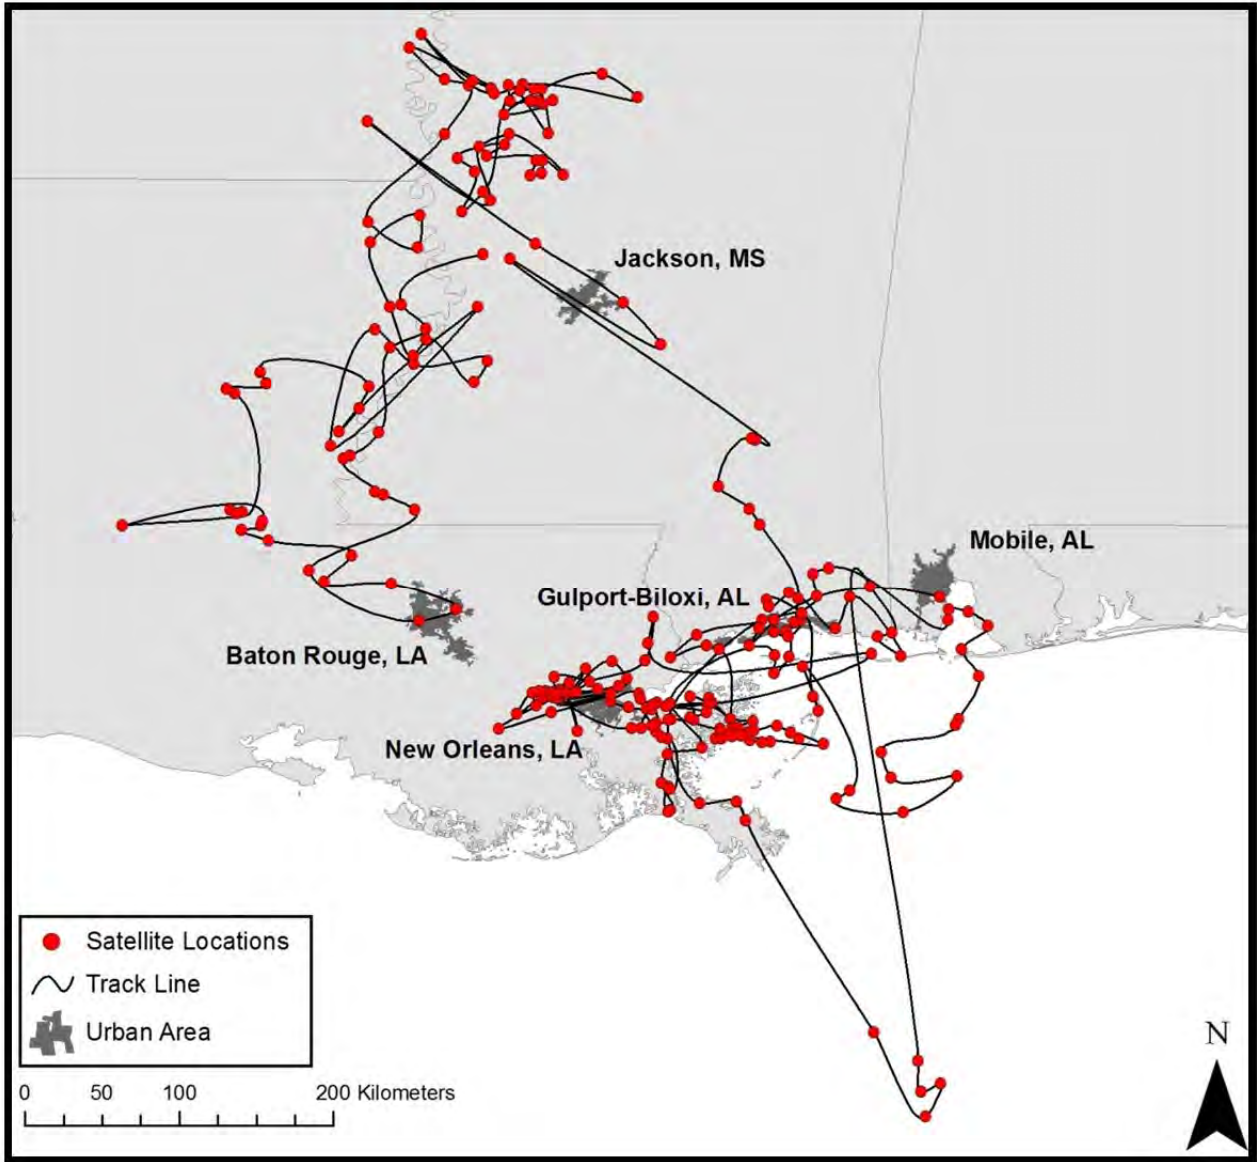 Jackson, MS
Mobile, AL
Gulport-Biloxi, AL
Baton Rouge, LA
New Orleans, LA
Satellite Locations
Track Line
Urban Area
N
0 50 100 200 Kilometers